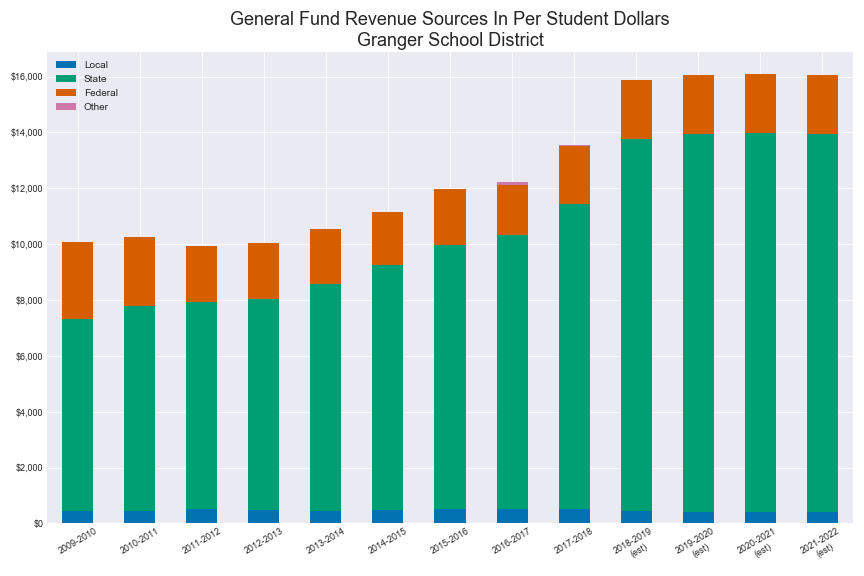 General Fund Revenue Sources In Per Student Dollars
Granger School District
Local
State
Federal
Other
$16,000
$14,000
$12,000
$10,000
$8,000
$6,000
$4,000
$2,000
$0
2009-2010
2010-2011
2011-2012
2012-2013
2013-2014
2014-2015
2015-2016
2016-2017
2017-2018
2018-2019
(est)
2019-2020
(est)
2020-2021
(est)
2021-2022
(est)